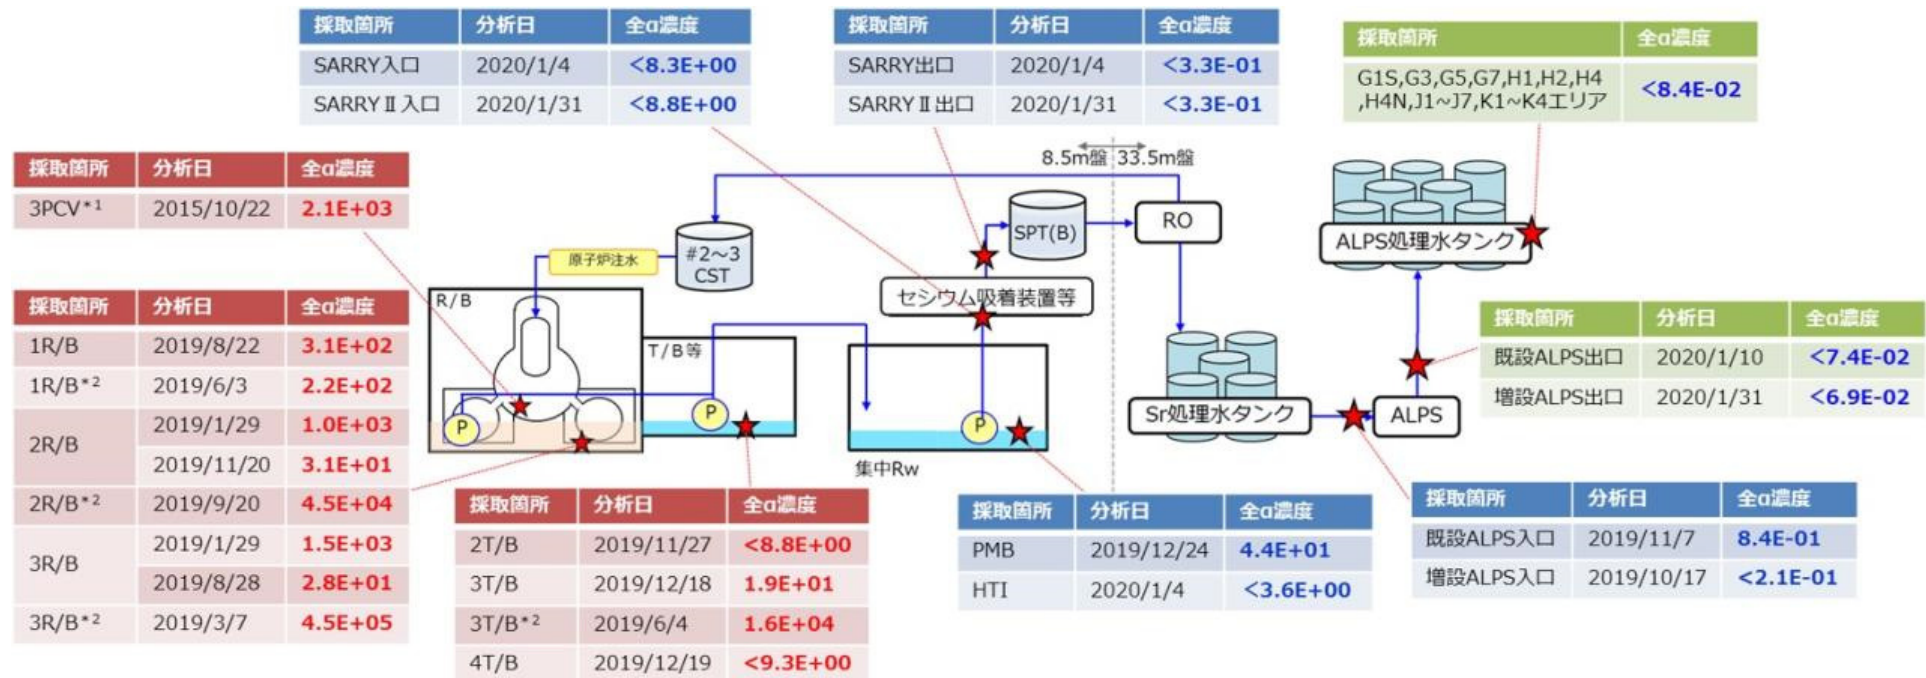 採取箇所 分析日 全α濃度
SARRY入口 2020/1/4 <8.3E+00
SARRYⅡ入口 2020/1/31 <8.8E+00
採取箇所 分析日 全α濃度
SARRY出口 2020/1/4 <3.3E-01
SARRYⅡ出口 2020/1/31 <3.3E-01
採取箇所 全α濃度
G1S,G3,G5,G7,H1,H2,H4
,H4N,J1~J7,K1~K4エリア <8.4E-02
採取箇所 分析日 全α濃度
3PCV*1 2015/10/22 2.1E+03
8.5m盤 33.5m盤
SPT(B)
RO
ALPS処理水タンク
原子炉注水
#2~3
CST
セシウム吸着装置等
R/B
T/B等
P
P
P
集中Rw
Sr処理水タンク
ALPS
採取箇所 分析日 全α濃度
1R/B 2019/8/22 3.1E+02
1R/B*2 2019/6/3 2.2E+02
2R/B 2019/1/29 1.0E+03
2019/11/20 3.1E+01
2R/B*2 2019/9/20 4.5E+04
3R/B 2019/1/29 1.5E+03
2019/8/28 2.8E+01
3R/B*2 2019/3/7 4.5E+05
採取箇所 分析日 全α濃度
既設ALPS出口 2020/1/10 <7.4E-02
増設ALPS出口 2020/1/31 <6.9E-02
採取箇所 分析日 全α濃度
2T/B 2019/11/27 <8.8E+00
3T/B 2019/12/18 1.9E+01
3T/B*2 2019/6/4 1.6E+04
4T/B 2019/12/19 <9.3E+00
採取箇所 分析日 全α濃度
PMB 2019/12/24 4.4E+01
HTI 2020/1/4 <3.6E+00
採取箇所 分析日 全α濃度
既設ALPS入口 2019/11/7 8.4E-01
増設ALPS入口 2019/10/17 <2.1E-01